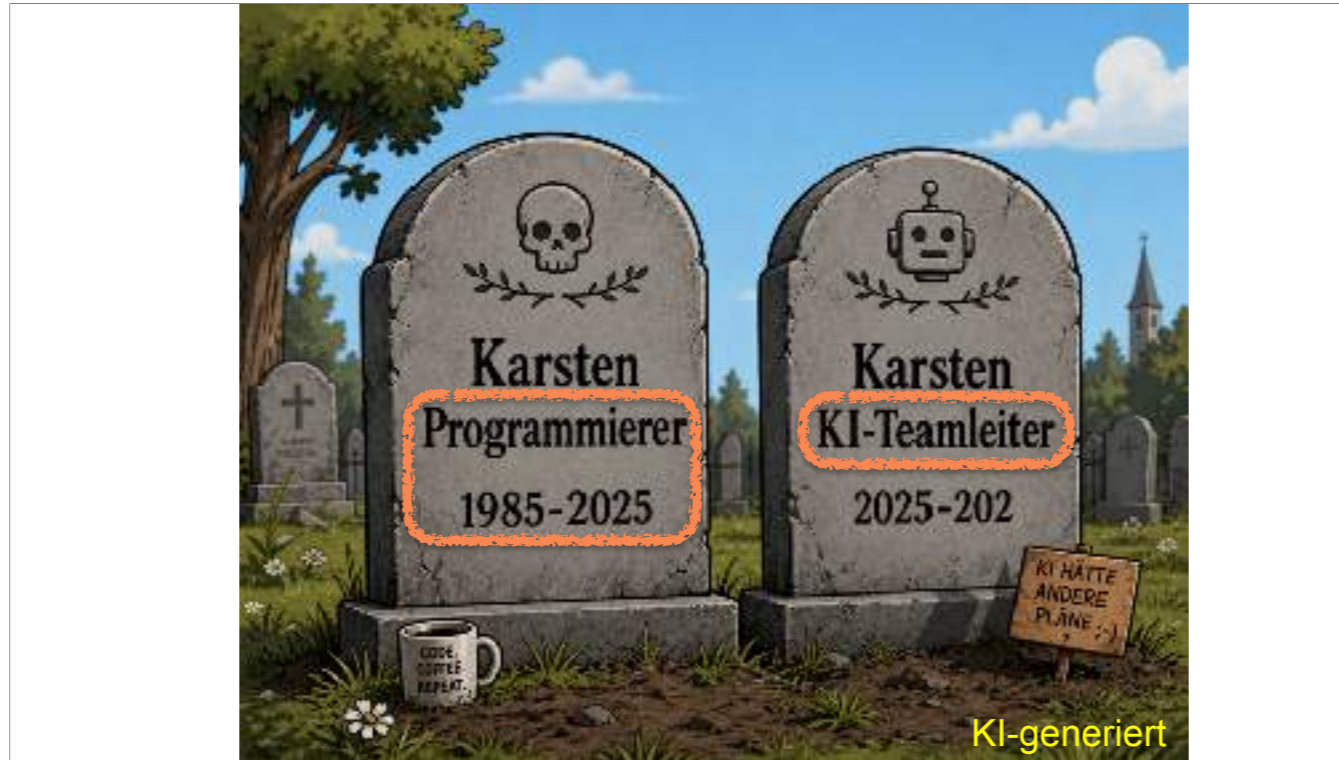 Karsten
Programmierer
1985-2025
Karsten
KI-Teamleiter
2025-202
CODE.
COFFEE.
REPEAT.
KI HÄTTE
ANDERE
PLÄNE ;-)
KI-generiert